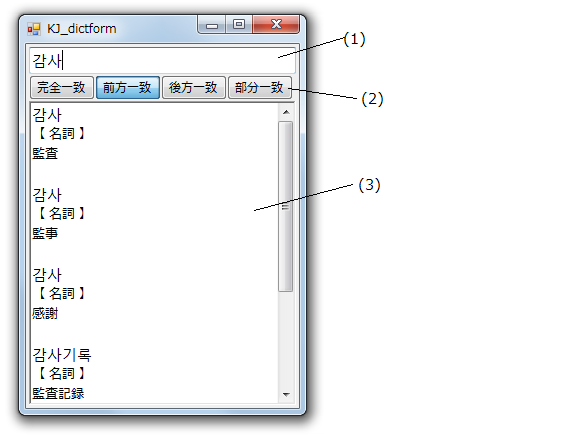 KJ_dictform
감사
(1)
完全一致 前方一致 後方一致 部分一致
(2)
감사
【 名詞 】
監査
감사
【 名詞 】
監事
감사
【 名詞 】
感謝
감사기록
【 名詞 】
監査記録
(3)